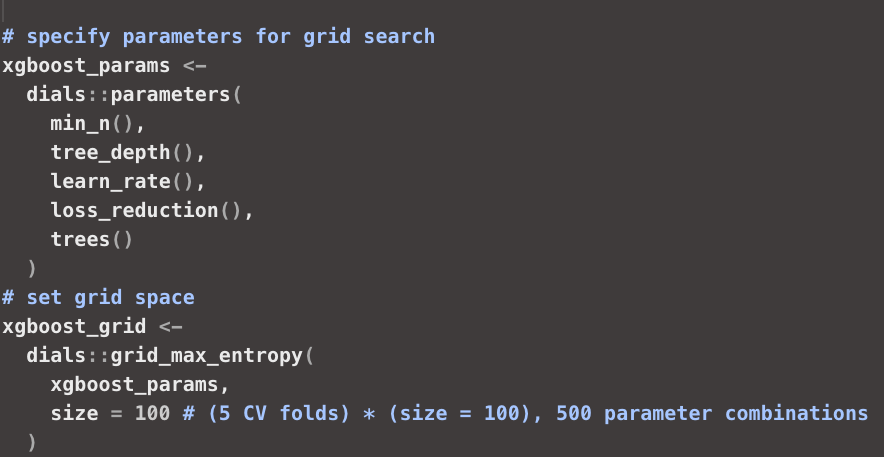 # specify parameters for grid search
xgboost_params <-
  dials::parameters(
    min_n(),
    tree_depth(),
    learn_rate(),
    loss_reduction(),
    trees()
  )
# set grid space
xgboost_grid <-
  dials::grid_max_entropy(
    xgboost_params,
    size = 100 # (5 CV folds) * (size = 100), 500 parameter combinations
  )